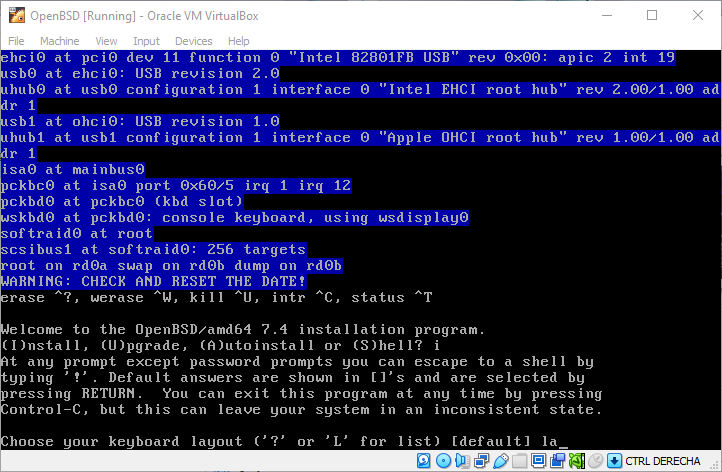 OpenBSD [Running] - Oracle VM VirtualBox
File Machine View Input Devices Help
ehci0 at pci0 dev 11 function 0 "Intel 82801FB USB" rev 0x00: apic 2 int 19
usb0 at ehci0: USB revision 2.0
uhub0 at usb0 configuration 1 interface 0 "Intel EHCI root hub" rev 2.00/1.00 ad
dr 1
usb1 at ohci0: USB revision 1.0
uhub1 at usb1 configuration 1 interface 0 "Apple OHCI root hub" rev 1.00/1.00 ad
dr 1
isa0 at mainbus0
pckbc0 at isa0 port 0x60/5 irq 1 irq 12
pckbd0 at pckbc0 (kbd slot)
wskbd0 at pckbd0: console keyboard, using wsdisplay0
softraid0 at root
scsibus1 at softraid0: 256 targets
root on rd0a swap on rd0b dump on rd0b
WARNING: CHECK AND RESET THE DATE!
erase ^?, werase ^W, kill ^U, intr ^C, status ^T
Welcome to the OpenBSD/amd64 7.4 installation program.
(I)nstall, (U)pgrade, (A)utoinstall or (S)hell? i
At any prompt except password prompts you can escape to a shell by
typing '!'. Default answers are shown in []'s and are selected by
pressing RETURN.  You can exit this program at any time by pressing
Control-C, but this can leave your system in an inconsistent state.
Choose your keyboard layout ('?' or 'L' for list) [default] la_
CTRL DERECHA